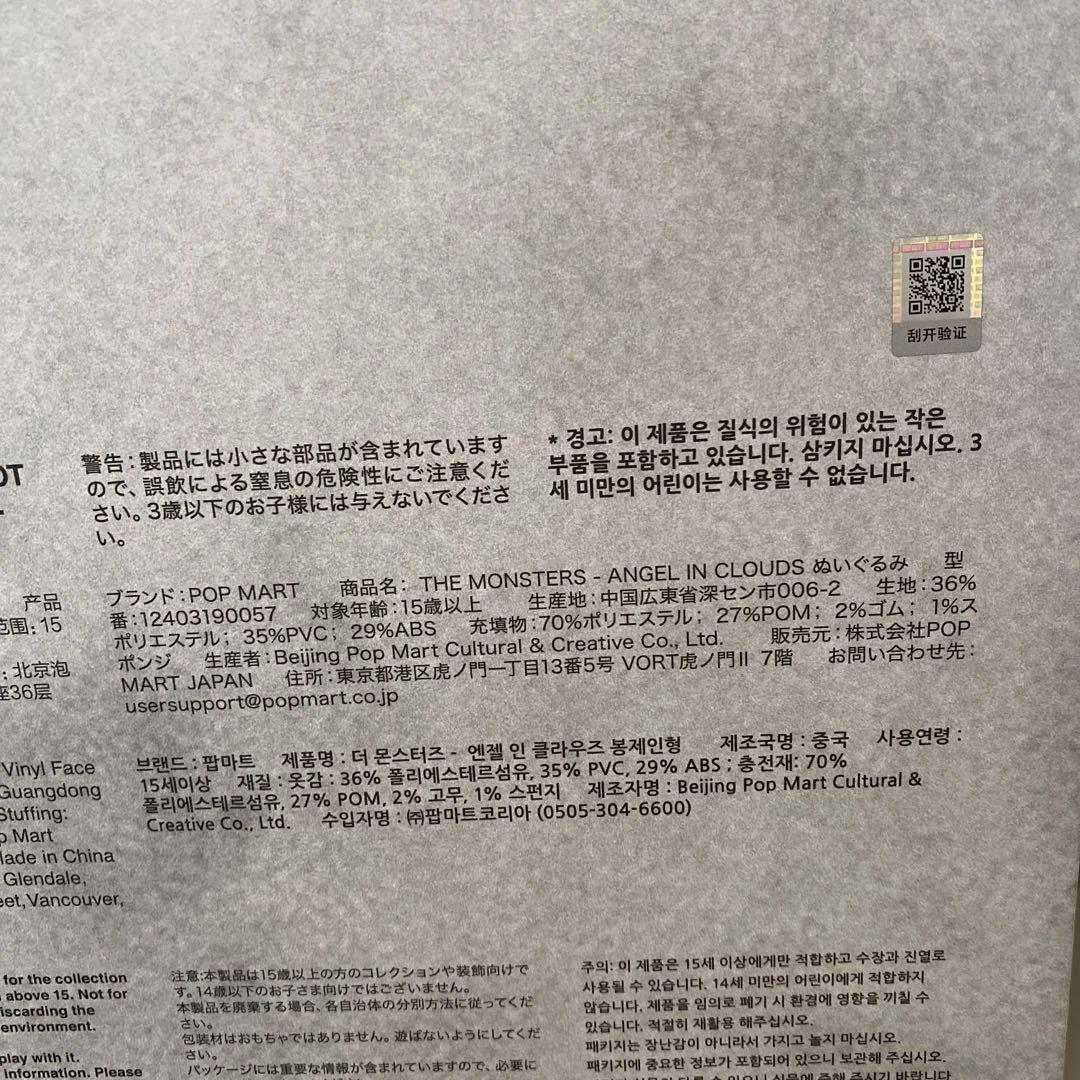 刮开验证
OT
警告:製品には小さな部品が含まれています
ので、誤飲による窒息の危険性にご注意くだ
さい。3歳以下のお子様には与えないでくださ
い。
* 경고: 이 제품은 질식의 위험이 있는 작은
부품을 포함하고 있습니다. 삼키지 마십시오. 3
세 미만의 어린이는 사용할 수 없습니다.
产品
范围: 15
: 北京泡
座36层
ブランド:POP MART 商品名: THE MONSTERS - ANGEL IN CLOUDS ぬいぐるみ 型
番:12403190057 対象年齢:15歳以上 生産地:中国広東省深セン市006-2 生地:36%
ポリエステル; 35%PVC; 29%ABS 充填物:70%ポリエステル; 27%POM; 2%ゴム; 1%ス
ポンジ 生産者:Beijing Pop Mart Cultural & Creative Co., Ltd. 販売元:株式会社POP
MART JAPAN 住所:東京都港区虎ノ門一丁目13番5号 VORT虎ノ門II 7階 お問い合わせ先:
usersupport@popmart.co.jp
Vinyl Face
Guangdong
Stuffing:
p Mart
Made in China
Glendale,
eet,Vancouver,
브랜드 : 팝마트 제품명 : 더 몬스터즈 - 엔젤 인 클라우즈 봉제인형 제조국명 : 중국 사용연령 :
15세이상 재질 : 옷감 : 36% 폴리에스테르섬유, 35% PVC, 29% ABS ; 충전재: 70%
폴리에스테르섬유, 27% POM, 2% 고무, 1% 스펀지 제조자명 : Beijing Pop Mart Cultural &
Creative Co., Ltd. 수입자명 : ㈜팝마트코리아 (0505-304-6600)
for the collection
above 15. Not for
iscarding the
environment.
play with it.
information. Please
注意:本製品は15歳以上の方のコレクションや装飾向けで
す。14歳以下のお子さま向けではございません。
本製品を廃棄する場合、各自治体の分別方法に従ってくだ
さい。
包装材はおもちゃではありません。遊ばないようにしてくだ
さい。
パッケージには重要な情報が含まれていますので、必要に
주의: 이 제품은 15세 이상에게만 적합하고 수장과 진열로
사용될 수 있습니다. 14세 미만의 어린이에게 적합하지
않습니다. 제품을 임의로 폐기 시 환경에 영향을 끼칠 수
있습니다. 적절히 재활용 해주십시오.
패키지는 장난감이 아니라서 가지고 놀지 마십시오.
패키지에 중요한 정보가 포함되어 있으니 보관해 주십시오.